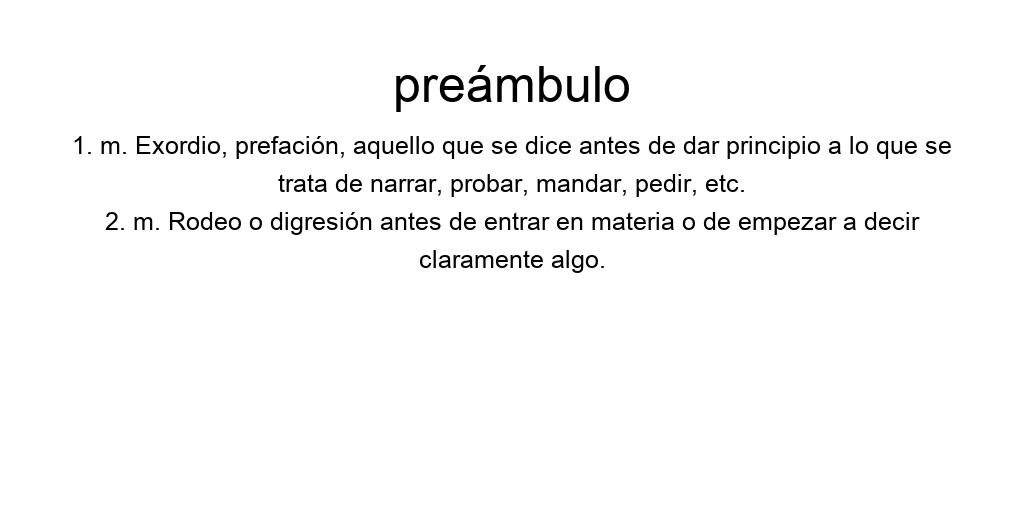 preámbulo
1. m. Exordio, prefación, aquello que se dice antes de dar principio a lo que se
trata de narrar, probar, mandar, pedir, etc.
2. m. Rodeo o digresión antes de entrar en materia o de empezar a decir
claramente algo.